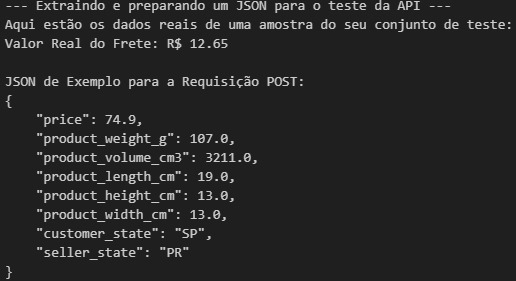 --- Extraindo e preparando um JSON para o teste da API ---
Aqui estão os dados reais de uma amostra do seu conjunto de teste:
Valor Real do Frete: R$ 12.65

JSON de Exemplo para a Requisição POST:
{
    "price": 74.9,
    "product_weight_g": 107.0,
    "product_volume_cm3": 3211.0,
    "product_length_cm": 19.0,
    "product_height_cm": 13.0,
    "product_width_cm": 13.0,
    "customer_state": "SP",
    "seller_state": "PR"
}